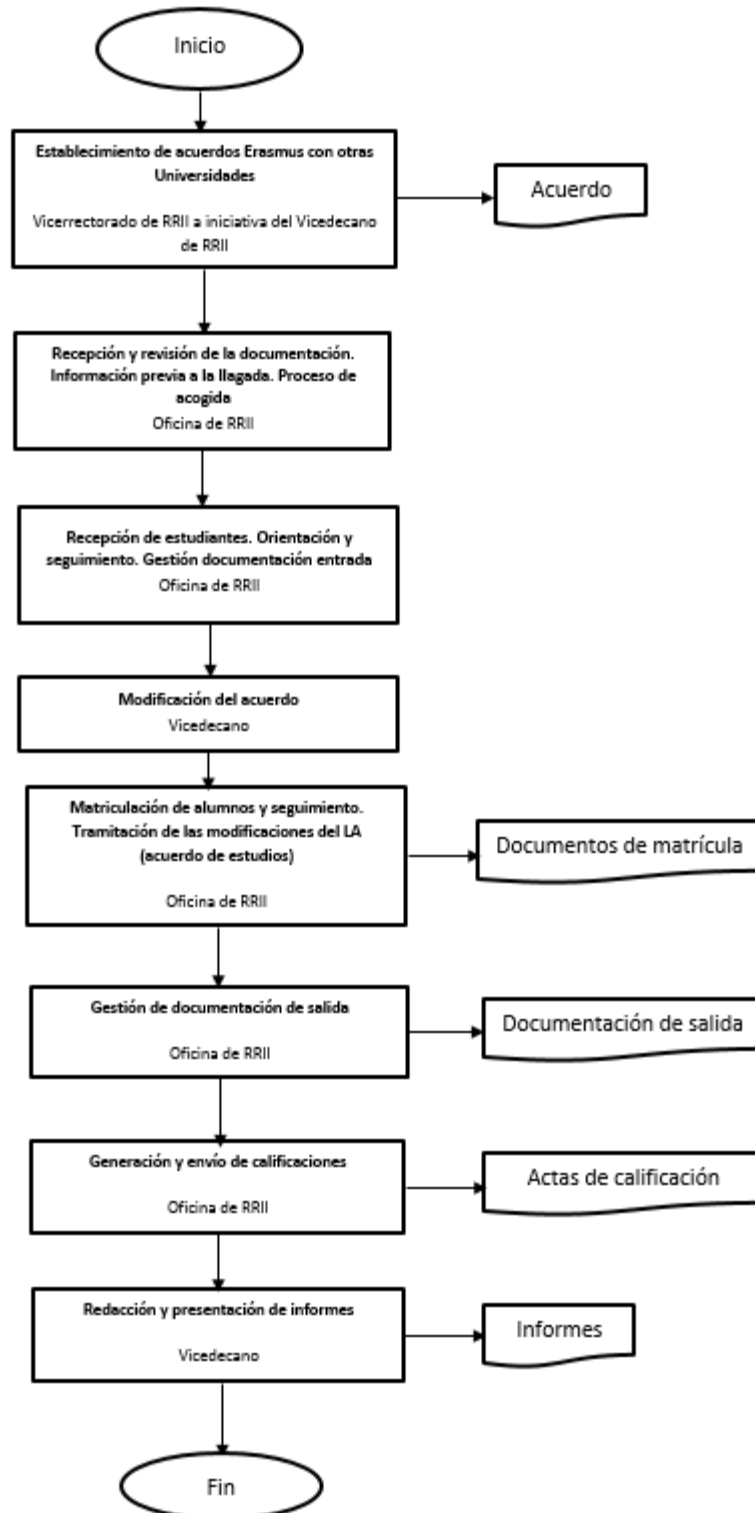 Inicio
Establecimiento de acuerdos Erasmus con otras
Universidades
Vicerrectorado de RRII a iniciativa del Vicedecano
de RRII
Acuerdo
Recepción y revisión de la documentación.
Información previa a la llagada. Proceso de
acogida
Oficina de RRII
Recepción de estudiantes. Orientación y
seguimiento. Gestión documentación entrada
Oficina de RRII
Modificación del acuerdo
Vicedecano
Matriculación de alumnos y seguimiento.
Tramitación de las modificaciones del LA
(acuerdo de estudios)
Oficina de RRII
Documentos de matrícula
Gestión de documentación de salida
Oficina de RRII
Documentación de salida
Generación y envío de calificaciones
Oficina de RRII
Actas de calificación
Redacción y presentación de informes
Vicedecano
Informes
Fin